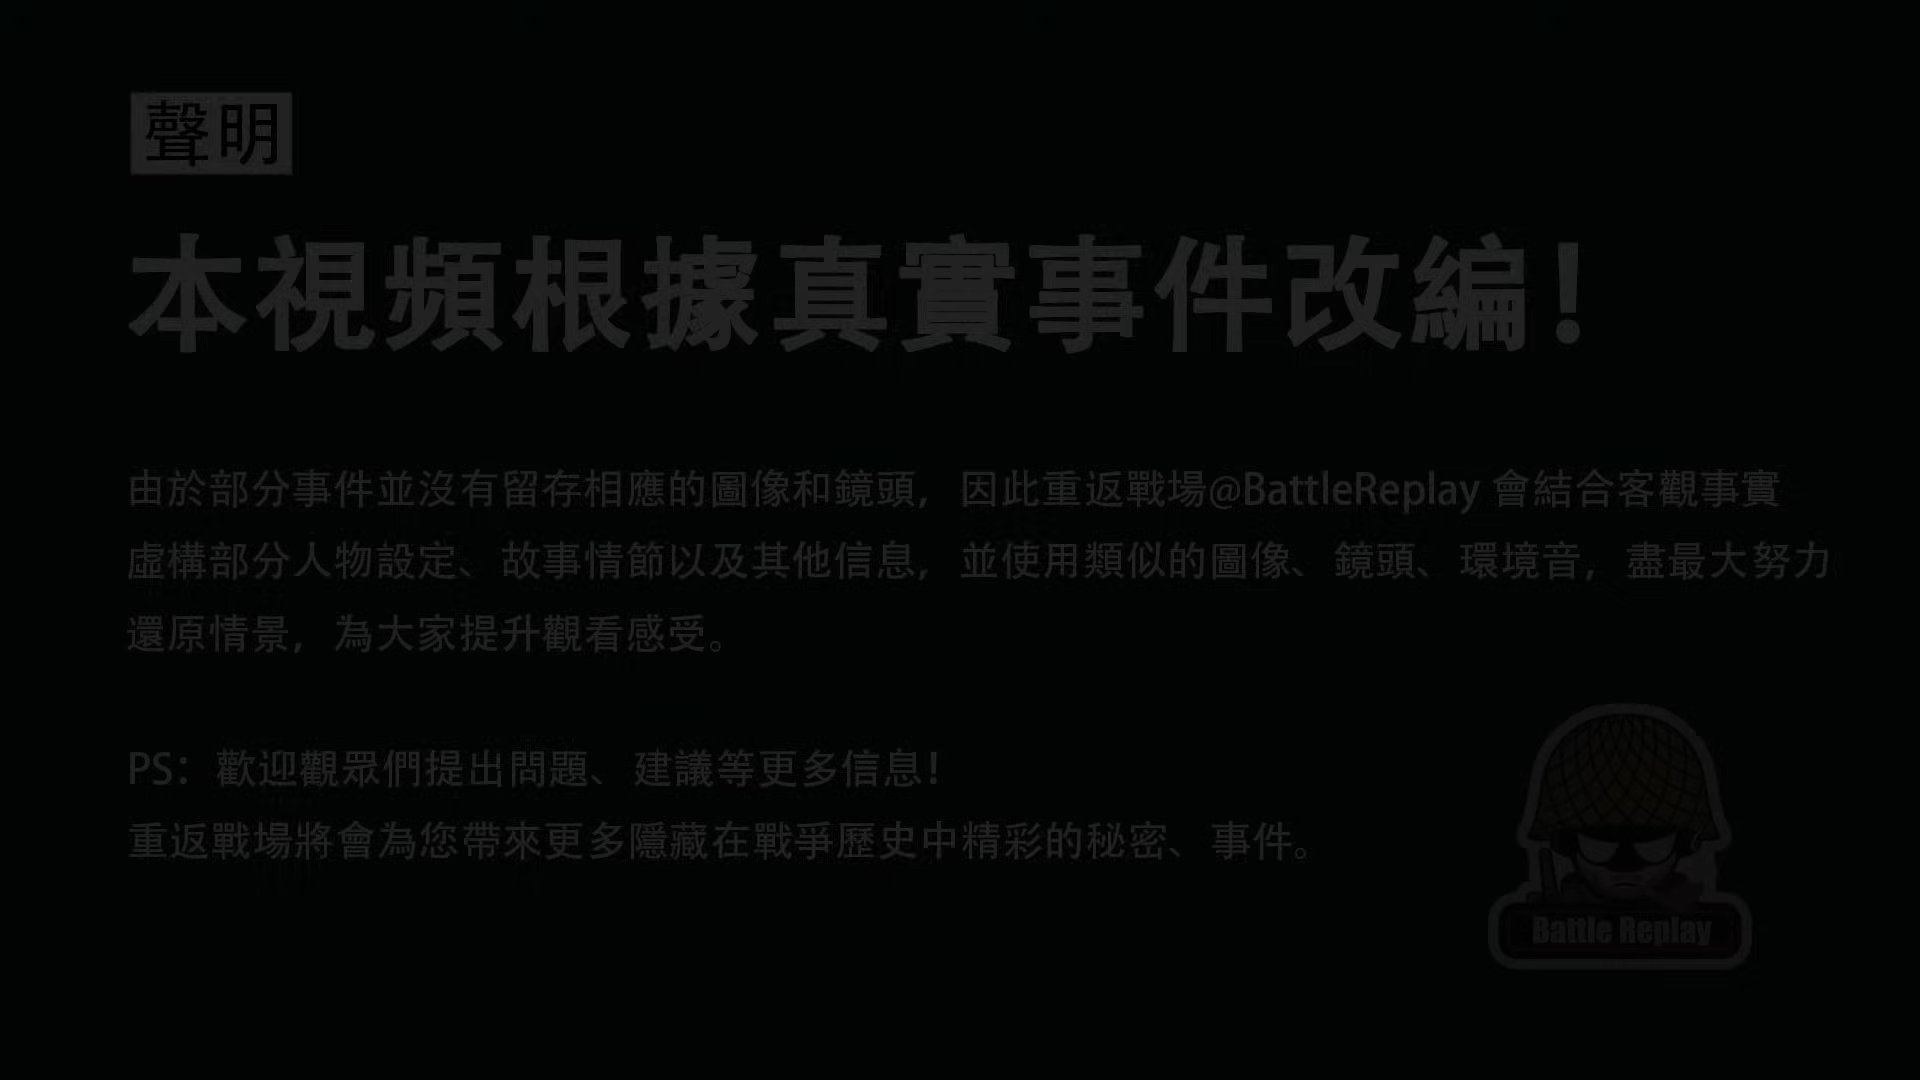 聲明
本視頻根據真實事件改編！
由於部分事件並沒有留存相應的圖像和鏡頭，因此重返戰場@BattleReplay 會結合客觀事實
虛構部分人物設定、故事情節以及其他信息，並使用類似的圖像、鏡頭、環境音，盡最大努力
還原情景，為大家提升觀看感受。
PS：歡迎觀眾們提出問題、建議等更多信息！
重返戰場將會為您帶來更多隱藏在戰爭歷史中精彩的秘密、事件。
Battle Replay